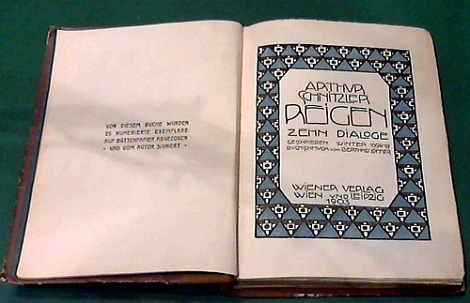 VON DIESEM BUCHE WURDEN
25 NUMERIERTE EXEMPLARE
AUF BÜTTENPAPIER ABGEZOGEN
• UND VOM AUTOR SIGNIERT •
ARTHUR
SCHNITZLER
REIGEN
ZEHN DIALOGE
GESCHRIEBEN WINTER 1896-97
BUCHSCHMUCK VON BERTHOLD LÖFFLER
WIENER VERLAG
WIEN UND LEIPZIG
1903